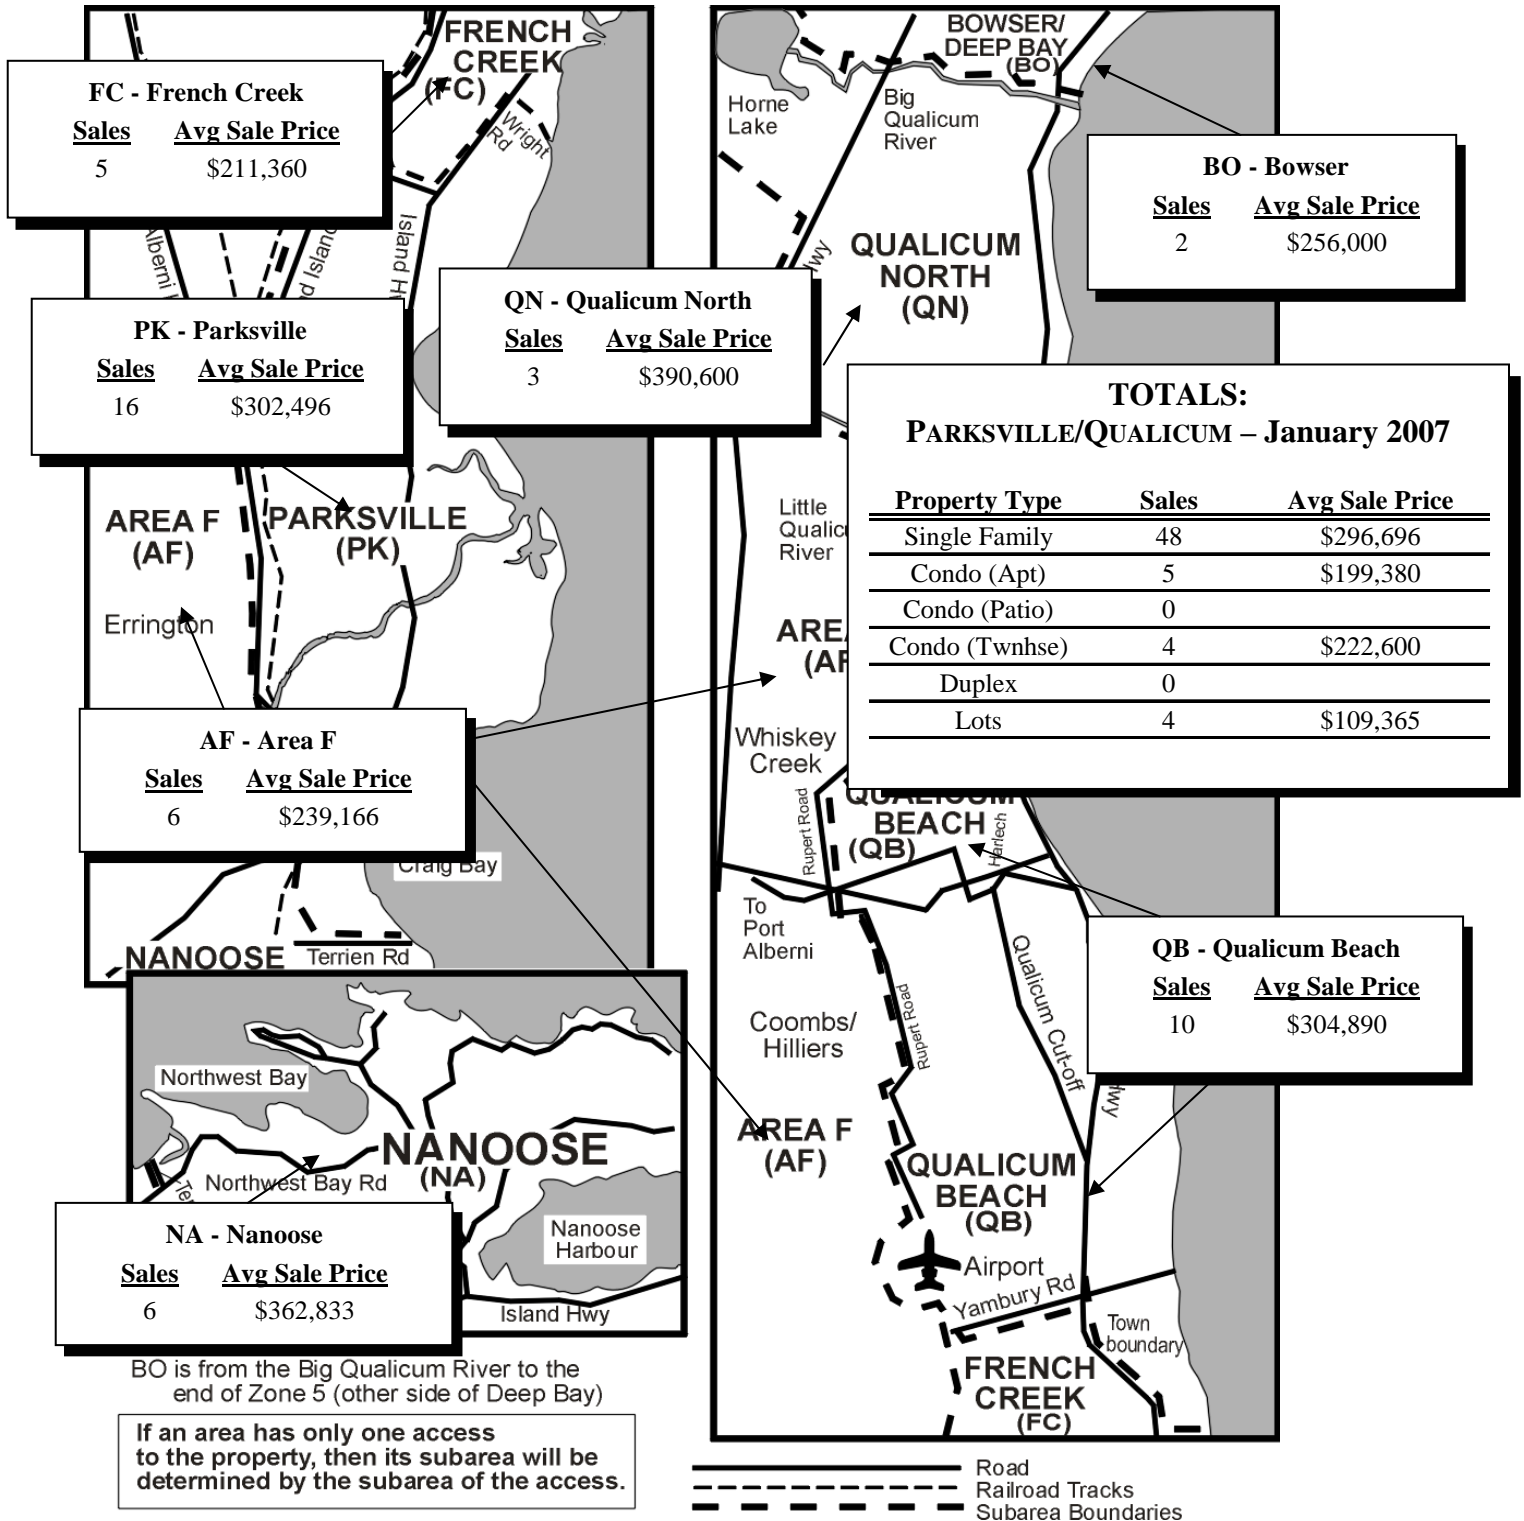 FRENCH
CREEK
(FC)
FC - French Creek
Sales Avg Sale Price
5 $211,360
Wright
Rd
Alberni
d Island
Island H
PK - Parksville
Sales Avg Sale Price
16 $302,496
AREA F
(AF)
PARKSVILLE
(PK)
Errington
AF - Area F
Sales Avg Sale Price
6 $239,166
Craig Bay
NANOOSE
Terrien Rd
Northwest Bay
NANOOSE
(NA)
Northwest Bay Rd
Ter
Nanoose
Harbour
Island Hwy
NA - Nanoose
Sales Avg Sale Price
6 $362,833
BO is from the Big Qualicum River to the
end of Zone 5 (other side of Deep Bay)
If an area has only one access
to the property, then its subarea will be
determined by the subarea of the access.
BOWSER/
DEEP BAY
(BO)
Horne
Lake
Big
Qualicum
River
BO - Bowser
Sales Avg Sale Price
2 $256,000
QUALICUM
NORTH
(QN)
Hwy
QN - Qualicum North
Sales Avg Sale Price
3 $390,600
TOTALS:
PARKSVILLE/QUALICUM – January 2007
Property Type Sales Avg Sale Price
Single Family 48 $296,696
Condo (Apt) 5 $199,380
Condo (Patio) 0
Condo (Twnhse) 4 $222,600
Duplex 0
Lots 4 $109,365
Little
Qualicu
River
AREA
(AF
Whiskey
Creek
Rupert Road
QUALICUM
BEACH
(QB)
Harlech
To
Port
Alberni
QB - Qualicum Beach
Sales Avg Sale Price
10 $304,890
Qualicum Cut-off
Rupert Road
Coombs/
Hilliers
Hwy
AREA F
(AF)
QUALICUM
BEACH
(QB)
Airport
Yambury Rd
Town
boundary
FRENCH
CREEK
(FC)
Road
Railroad Tracks
Subarea Boundaries